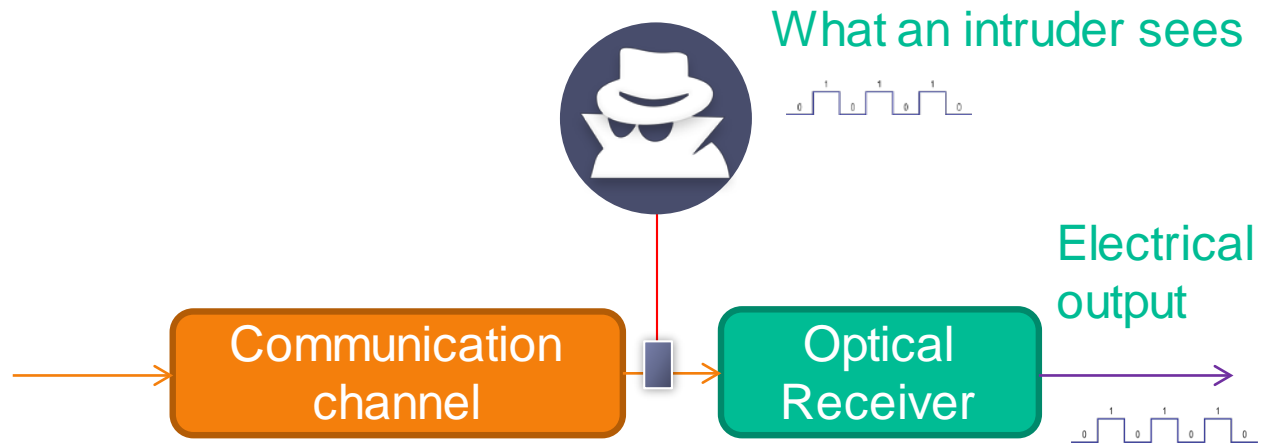 What an intruder sees
0 1 0 1 0 1 0
Electrical
output
Communication
channel
Optical
Receiver
0 1 0 1 0 1 0